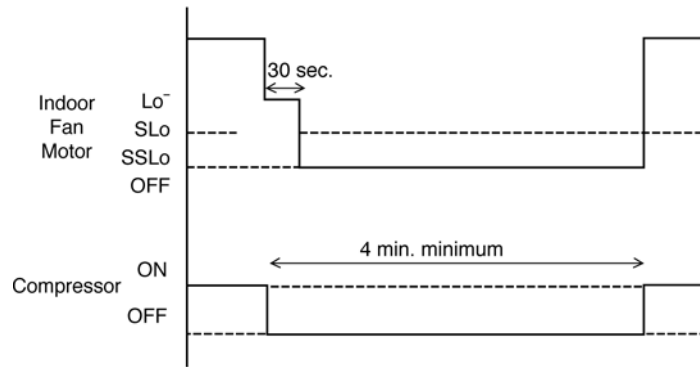 30 sec.
Indoor
Fan
Motor
Lo⁻
SLo
SSLo
OFF
4 min. minimum
Compressor
ON
OFF